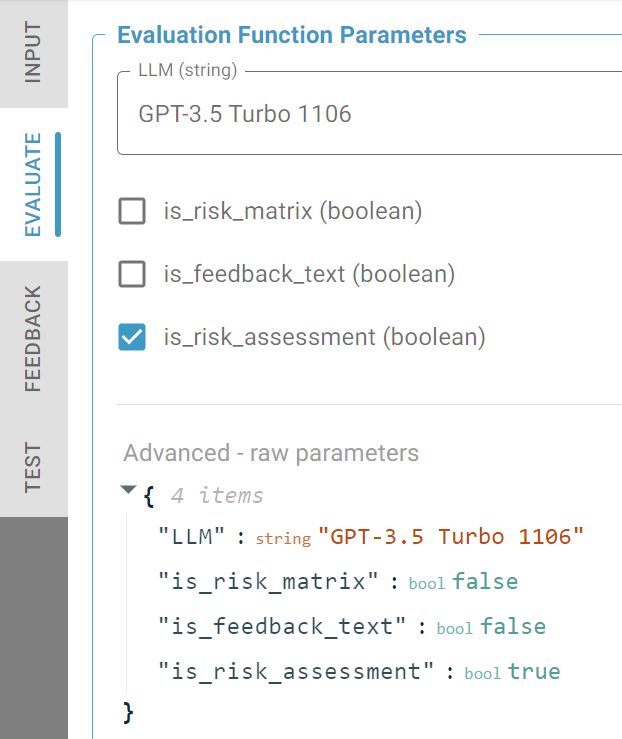 INPUT
EVALUATE
FEEDBACK
TEST
Evaluation Function Parameters
LLM (string)
GPT-3.5 Turbo 1106
is_risk_matrix (boolean)
is_feedback_text (boolean)
is_risk_assessment (boolean)
Advanced - raw parameters
{ 4 items
"LLM" : string "GPT-3.5 Turbo 1106"
"is_risk_matrix" : bool false
"is_feedback_text" : bool false
"is_risk_assessment" : bool true
}